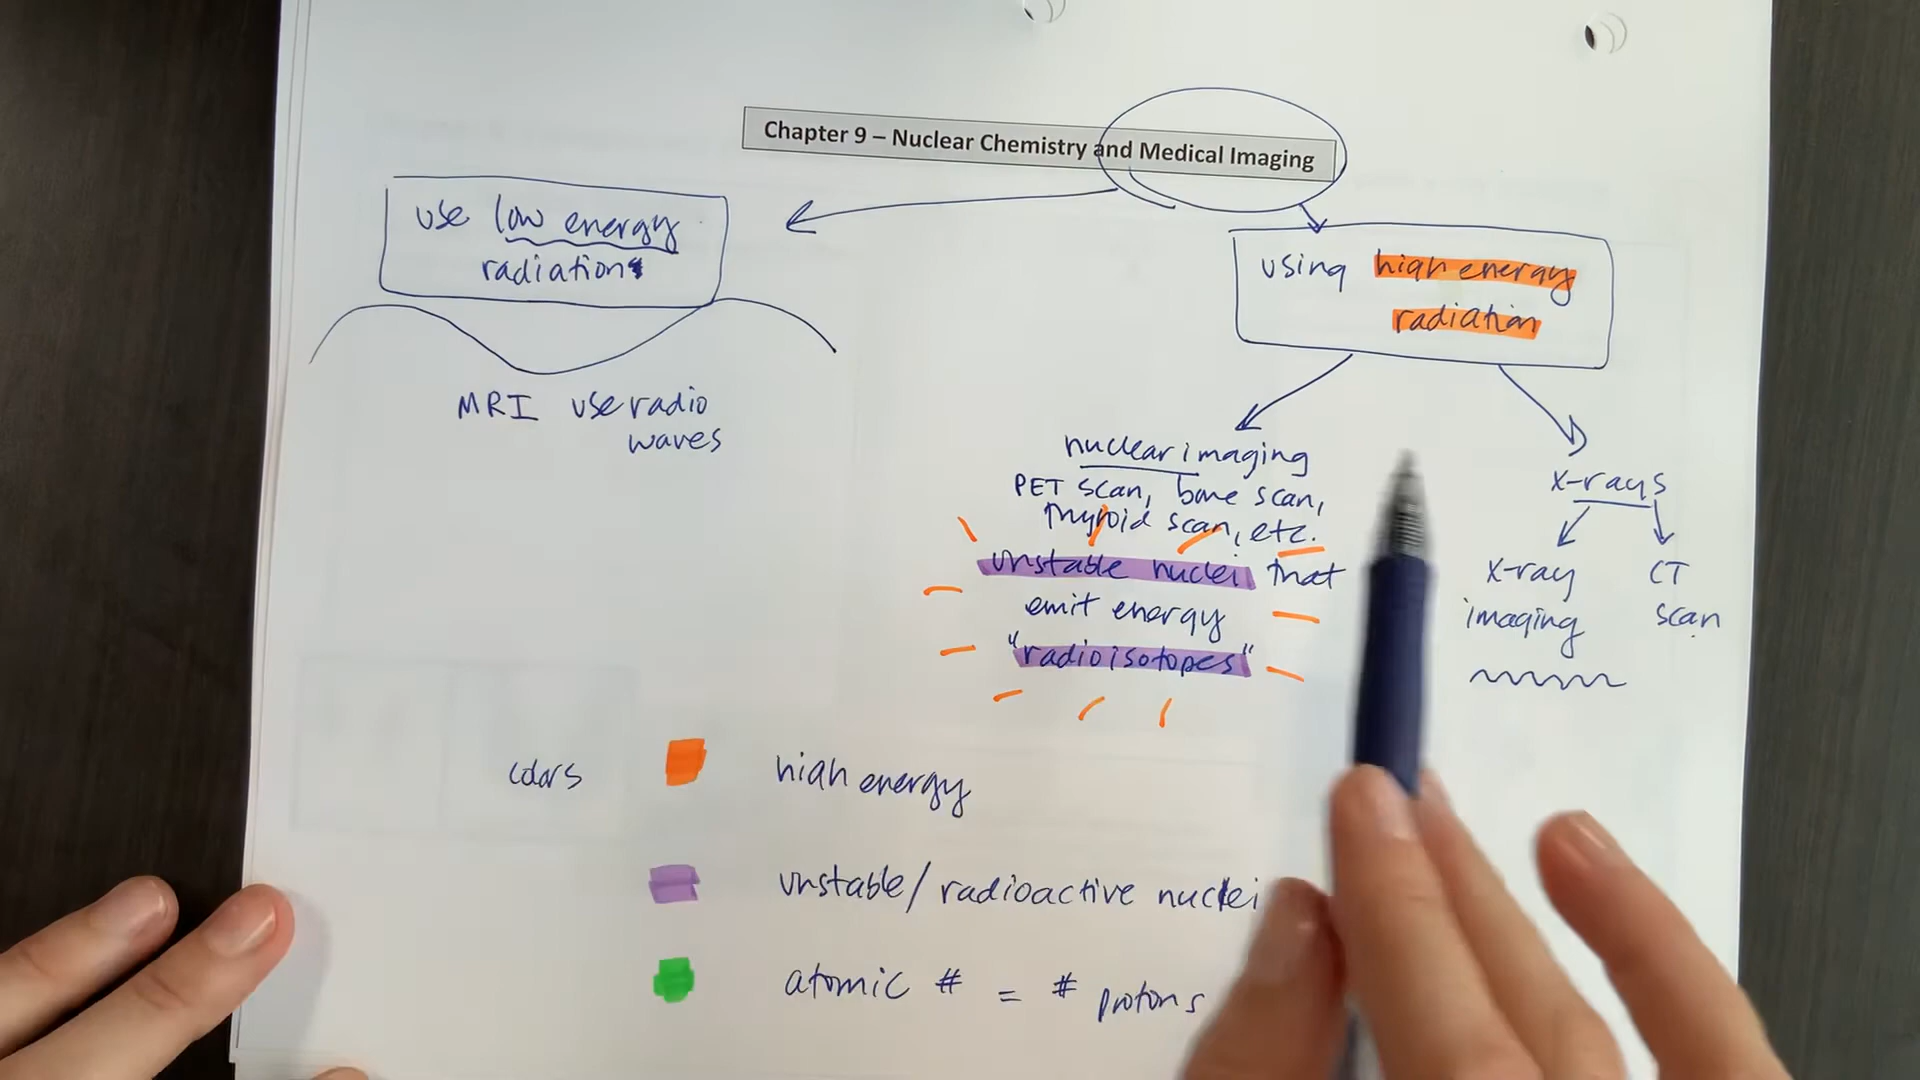 Chapter 9 – Nuclear Chemistry and Medical Imaging
use low energy
radiation
MRI use radio
waves
using high energy
radiation
nuclear imaging
PET scan, bone scan,
thyroid scan, etc.
unstable nuclei that
emit energy
"radioisotopes"
x-rays
x-ray
imaging
CT
scan
colors
high energy
unstable/radioactive nuclei
atomic # = # protons